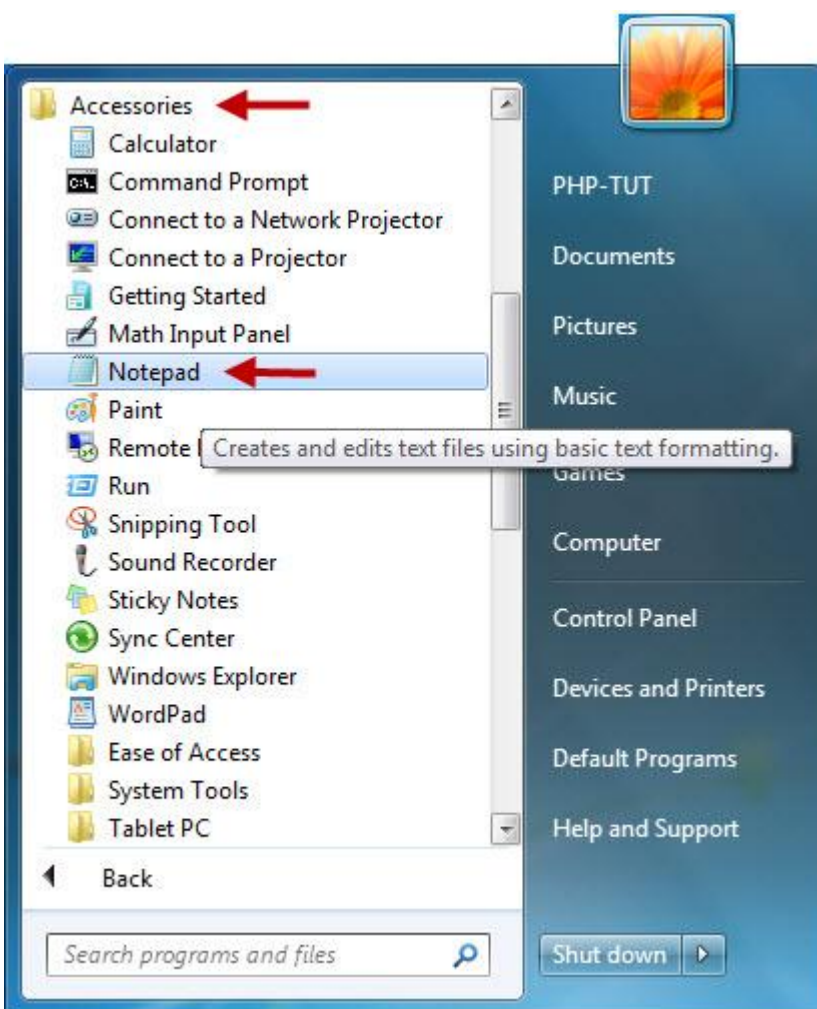 Accessories
Calculator
Command Prompt
Connect to a Network Projector
Connect to a Projector
Getting Started
Math Input Panel
Notepad
Paint
Remote
Creates and edits text files using basic text formatting.
Run
Snipping Tool
Sound Recorder
Sticky Notes
Sync Center
Windows Explorer
WordPad
Ease of Access
System Tools
Tablet PC
Back
Search programs and files
PHP-TUT
Documents
Pictures
Music
Games
Computer
Control Panel
Devices and Printers
Default Programs
Help and Support
Shut down